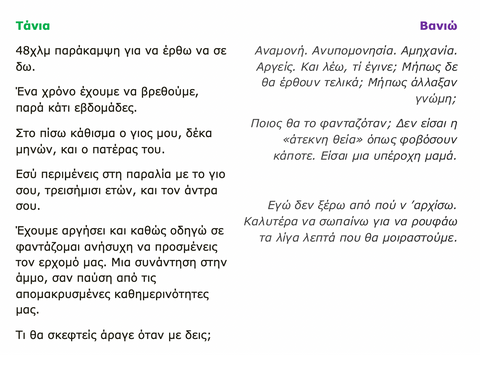 Τάνια
48χλμ παράκαμψη για να έρθω να σε
δω.
Ένα χρόνο έχουμε να βρεθούμε,
παρά κάτι εβδομάδες.
Στο πίσω κάθισμα ο γιος μου, δέκα
μηνών, και ο πατέρας του.
Εσύ περιμένεις στη παραλία με το γιο
σου, τρεισήμισι ετών, και τον άντρα
σου.
Έχουμε αργήσει και καθώς οδηγώ σε
φαντάζομαι ανήσυχη να προσμένεις
τον ερχομό μας. Μια συνάντηση στην
άμμο, σαν παύση από τις
απομακρυσμένες καθημερινότητες
μας.
Τι θα σκεφτείς άραγε όταν με δεις;
Βανιώ
Αναμονή. Ανυπομονησία. Αμηχανία.
Αργείς. Και λέω, τί έγινε; Μήπως δε
θα έρθουν τελικά; Μήπως άλλαξαν
γνώμη;
Ποιος θα το φανταζόταν; Δεν είσαι η
«άτεκνη θεία» όπως φοβόσουν
κάποτε. Είσαι μια υπέροχη μαμά.
Εγώ δεν ξέρω από πού ν ’αρχίσω.
Καλυτέρα να σωπαίνω για να ρουφάω
τα λίγα λεπτά που θα μοιραστούμε.